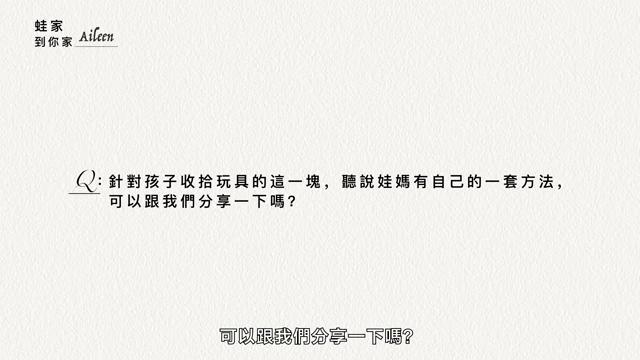 蛙家
到你家 Aileen
Q: 針對孩子收拾玩具的這一塊，聽說娃媽有自己的一套方法，
可以跟我們分享一下嗎？
可以跟我們分享一下嗎?